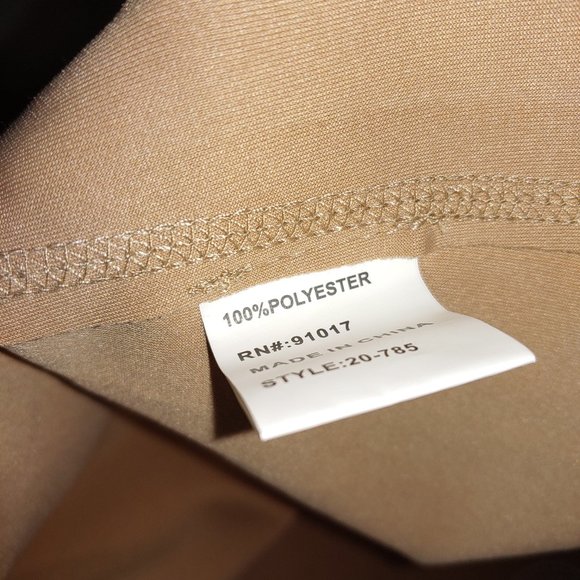 100%POLYESTER
RN#:91017
MADE IN CHINA
STYLE:20-785